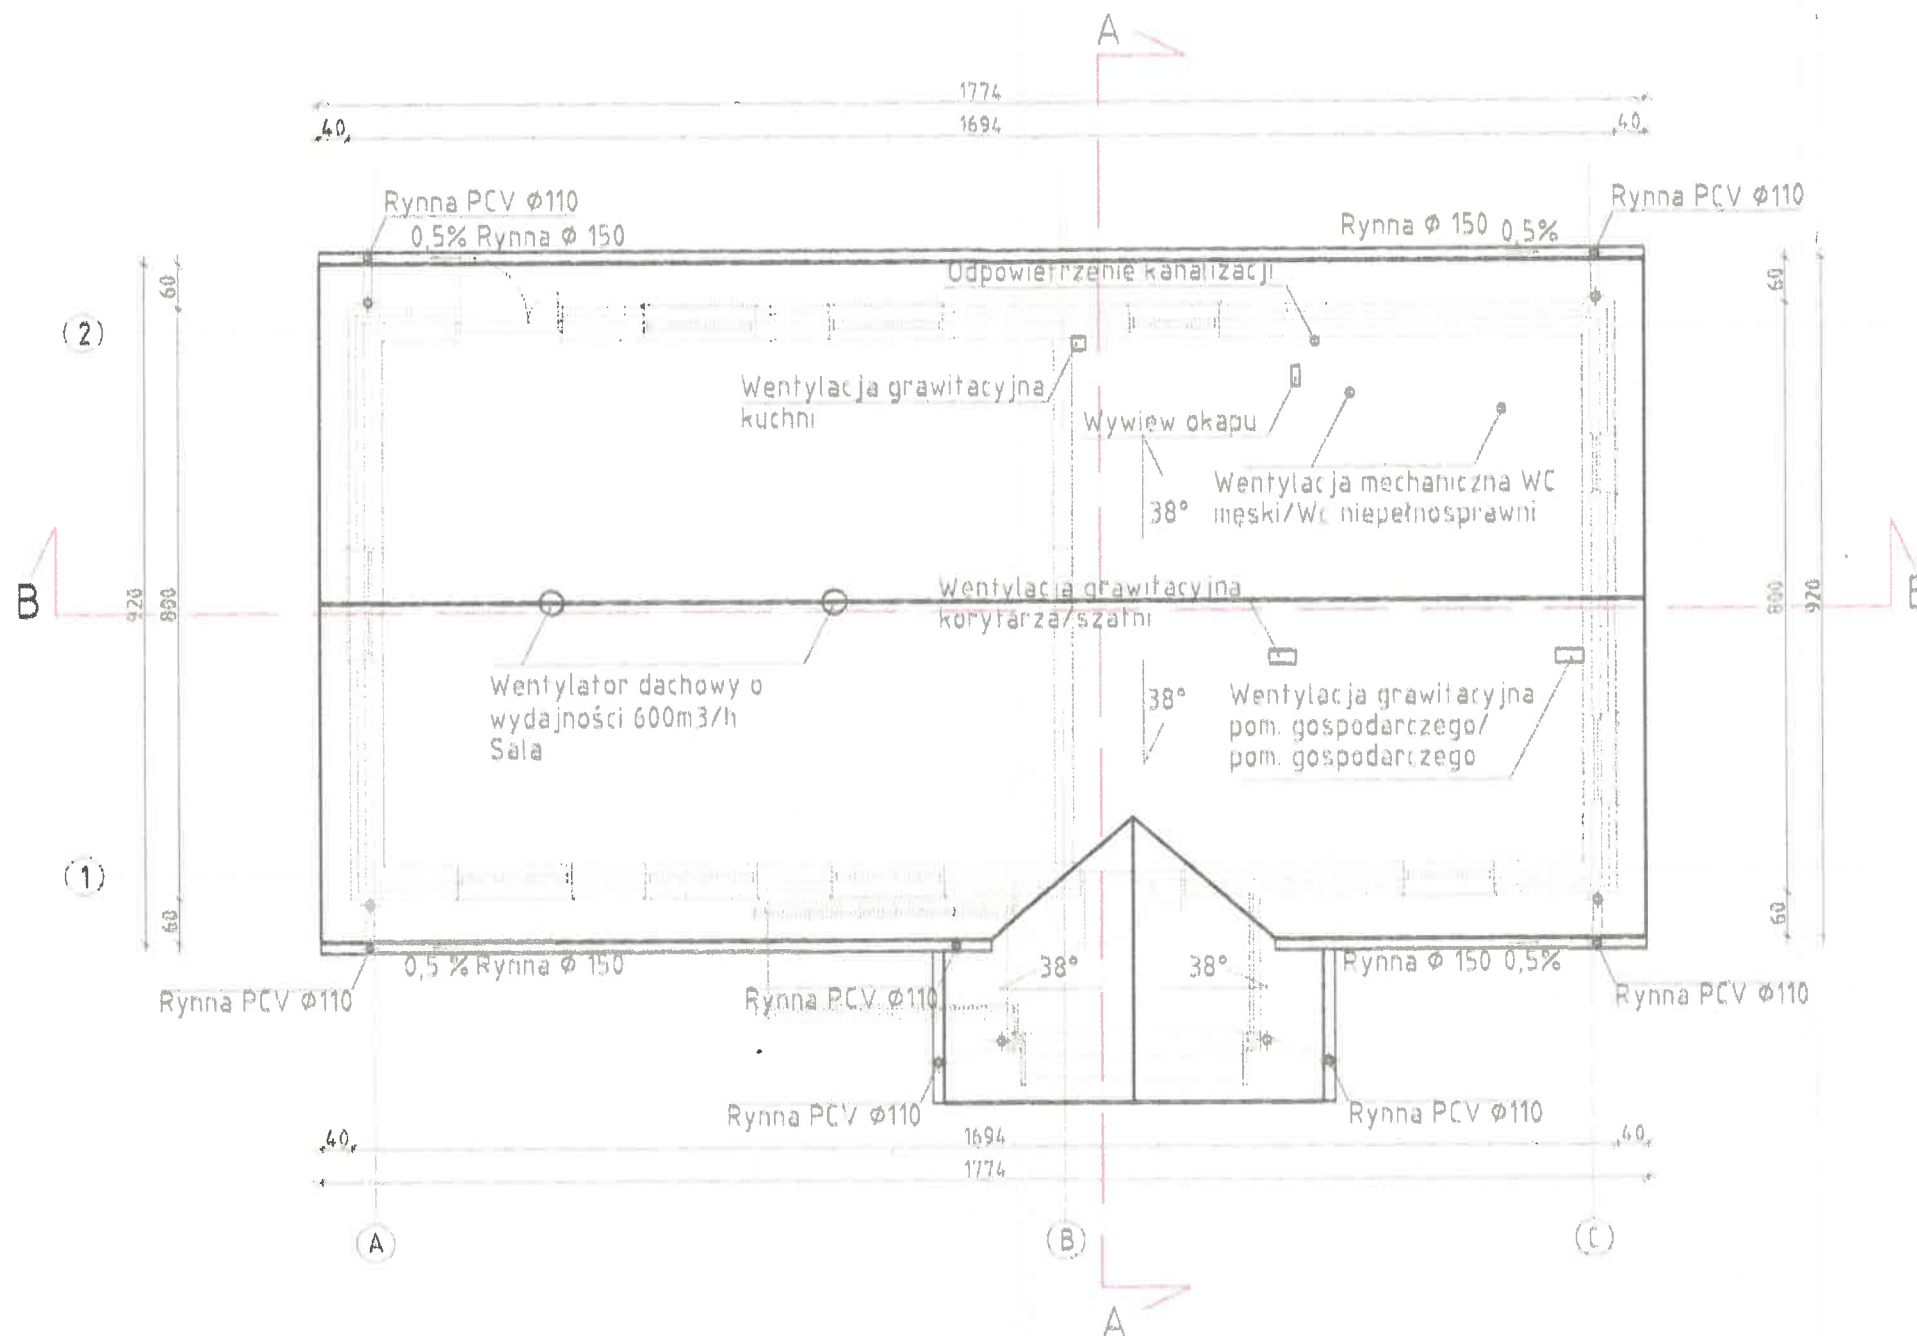 A
1774
40
1694
40
Rynna PCV Ø110
Rynna PCV Ø110
0,5% Rynna Ø 150
Rynna Ø 150 0,5%
60
Odpowietrzenie kanalizacji
60
(2)
Wentylacja grawitacyjna
kuchni
Wywiew okapu
Wentylacja mechaniczna WC
męski/Wc niepełnosprawni
38°
B
920
800
Wentylacja grawitacyjna
korytarza/szatni
800
920
B
Wentylator dachowy o
wydajności 600m3/h
Sala
38°
Wentylacja grawitacyjna
pom. gospodarczego/
pom. gospodarczego
(1)
60
60
0,5 % Rynna Ø 150
38°
38°
Rynna Ø 150 0,5%
Rynna PCV Ø110
Rynna PCV Ø110
Rynna PCV Ø110
Rynna PCV Ø110
Rynna PCV Ø110
40
1694
40
1774
A
B
C
A